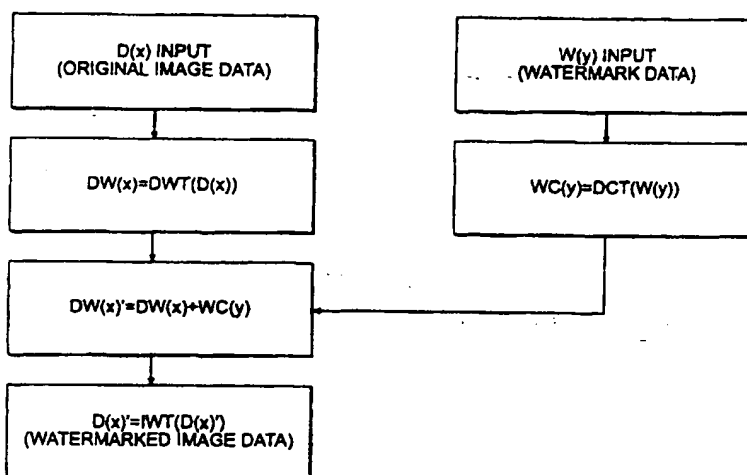 D(x) INPUT
(ORIGINAL IMAGE DATA)
W(y) INPUT
(WATERMARK DATA)
DW(x)=DWT(D(x))
WC(y)=DCT(W(y))
DW(x)'=DW(x)+WC(y)
D(x)'=IWT(D(x)')
(WATERMARKED IMAGE DATA)